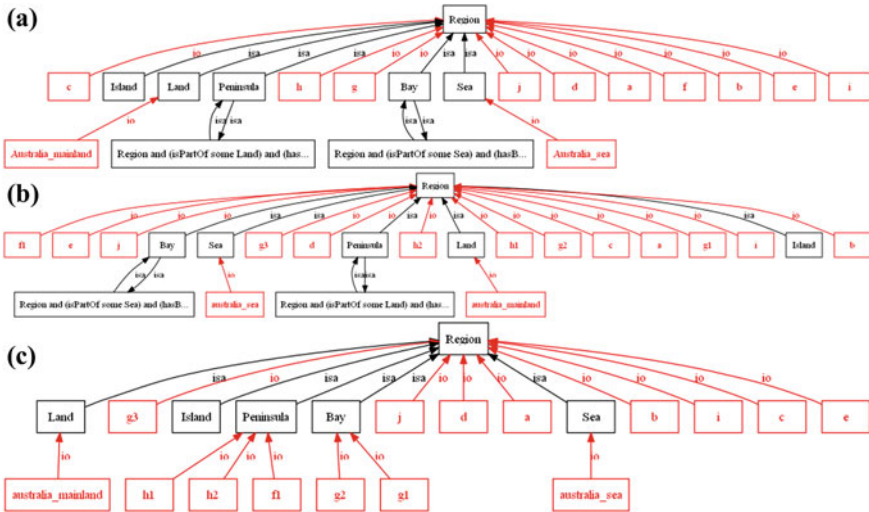 (a)
Region
io isa isa isa io io isa isa io io io io io io io
c Island Land Peninsula h g Bay Sea j d a f b e i
io isa isa isa isa io
Australia_mainland Region and (isPartOf some Land) and (has... Region and (isPartOf some Sea) and (hasB... Australia_sea
(b)
Region
io io io isa isa io io isa io isa io io io io io io isa io
f1 e j Bay Sea g3 d Peninsula h2 Land h1 g2 c a g1 i Island b
isa isa io isa isa io
Region and (isPartOf some Sea) and (hasB... australia_sea Region and (isPartOf some Land) and (has... australia_mainland
(c)
Region
isa io isa isa isa io io io isa io io io io
Land g3 Island Peninsula Bay j d a Sea b i c e
io io io io io io io
australia_mainland h1 h2 f1 g2 g1 australia_sea